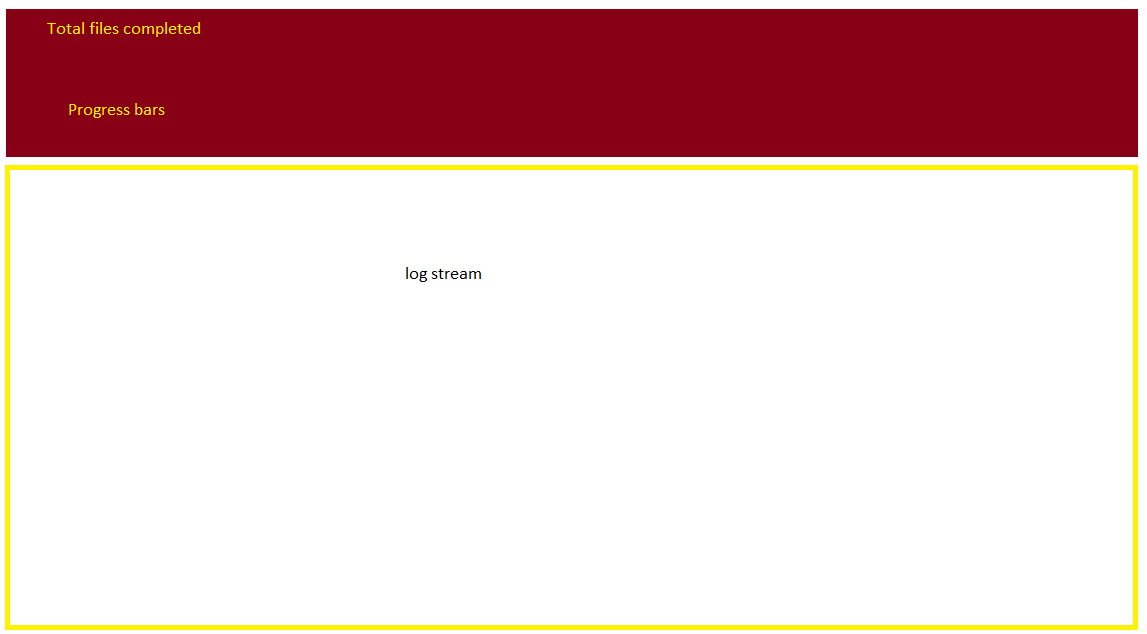 Total files completed
Progress bars
log stream